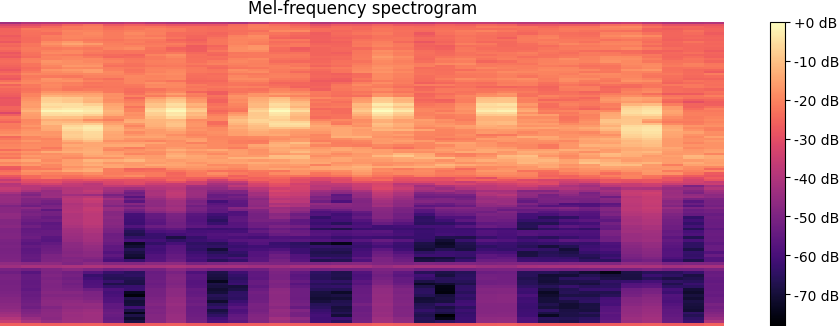 Mel-frequency spectrogram
+0 dB
-10 dB
-20 dB
-30 dB
-40 dB
-50 dB
-60 dB
-70 dB